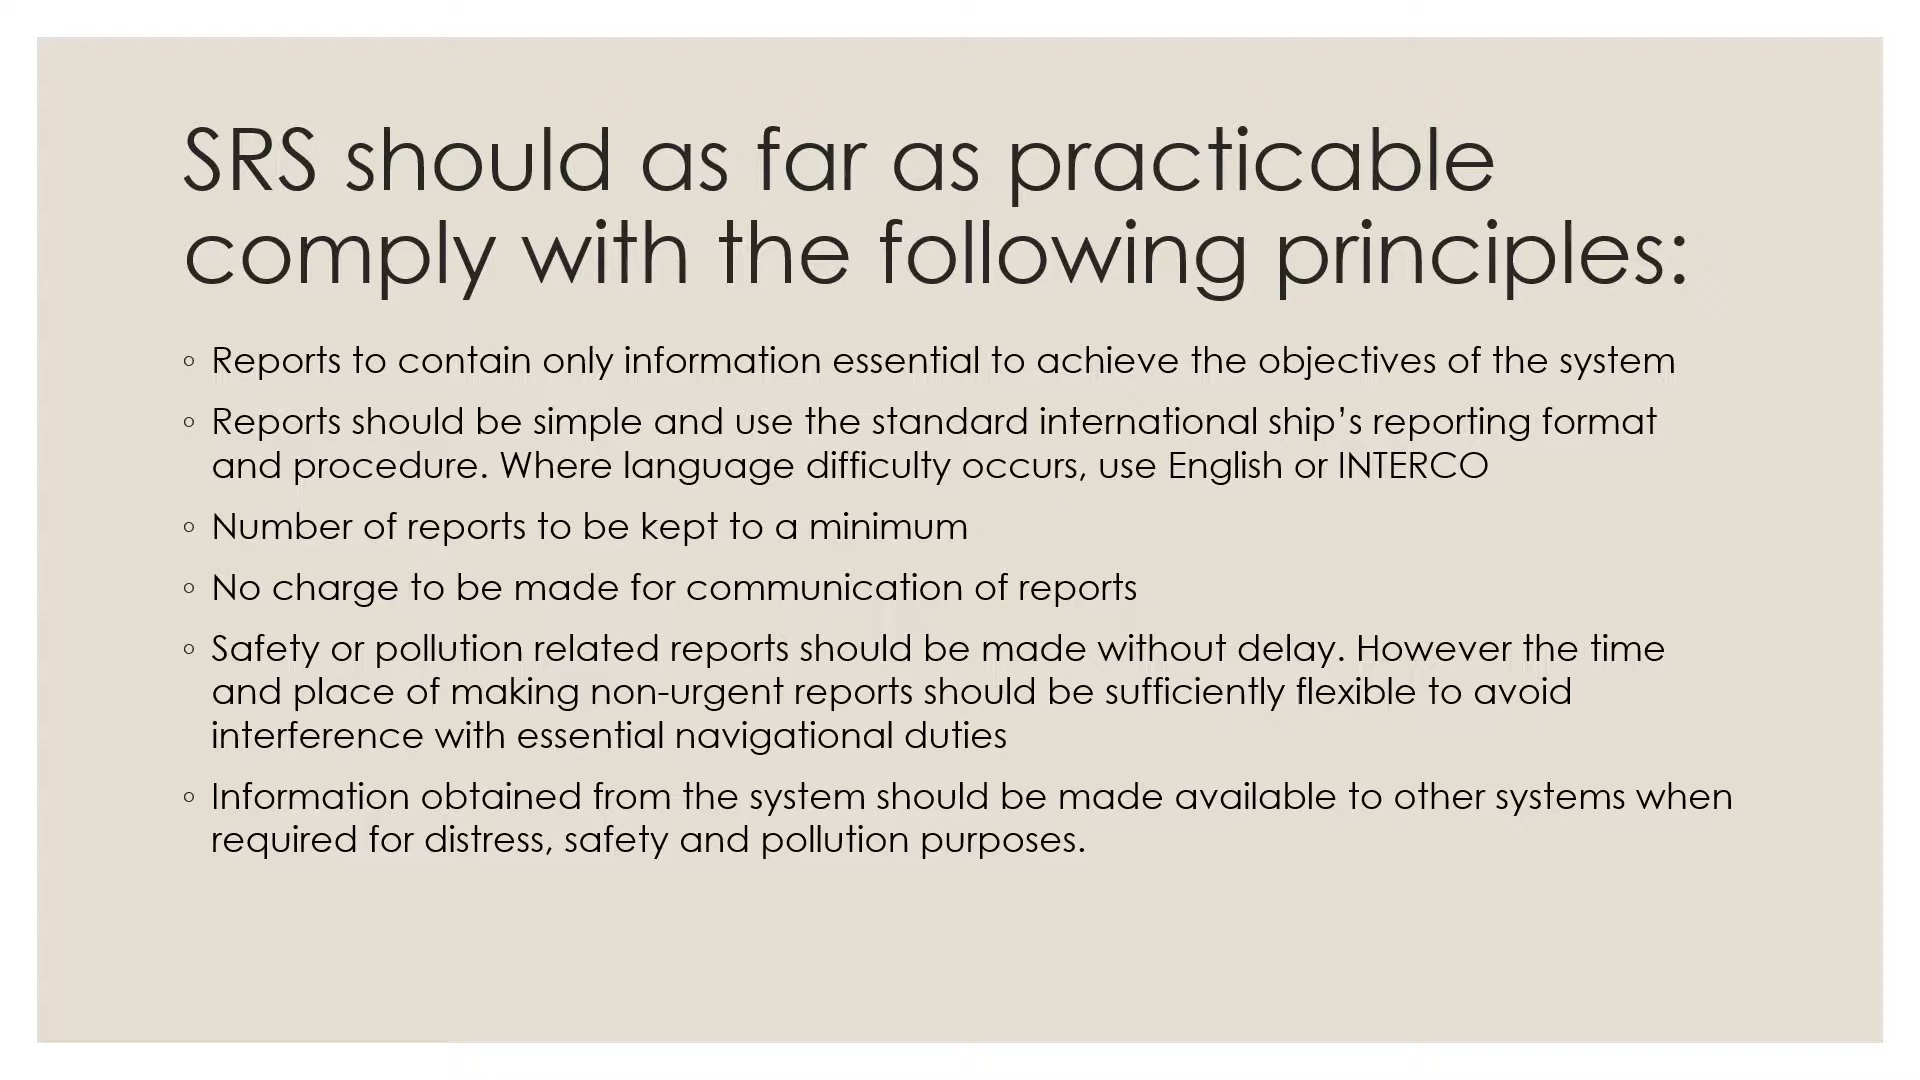 SRS should as far as practicable
comply with the following principles:
◦ Reports to contain only information essential to achieve the objectives of the system
◦ Reports should be simple and use the standard international ship’s reporting format
and procedure. Where language difficulty occurs, use English or INTERCO
◦ Number of reports to be kept to a minimum
◦ No charge to be made for communication of reports
◦ Safety or pollution related reports should be made without delay. However the time
and place of making non-urgent reports should be sufficiently flexible to avoid
interference with essential navigational duties
◦ Information obtained from the system should be made available to other systems when
required for distress, safety and pollution purposes.